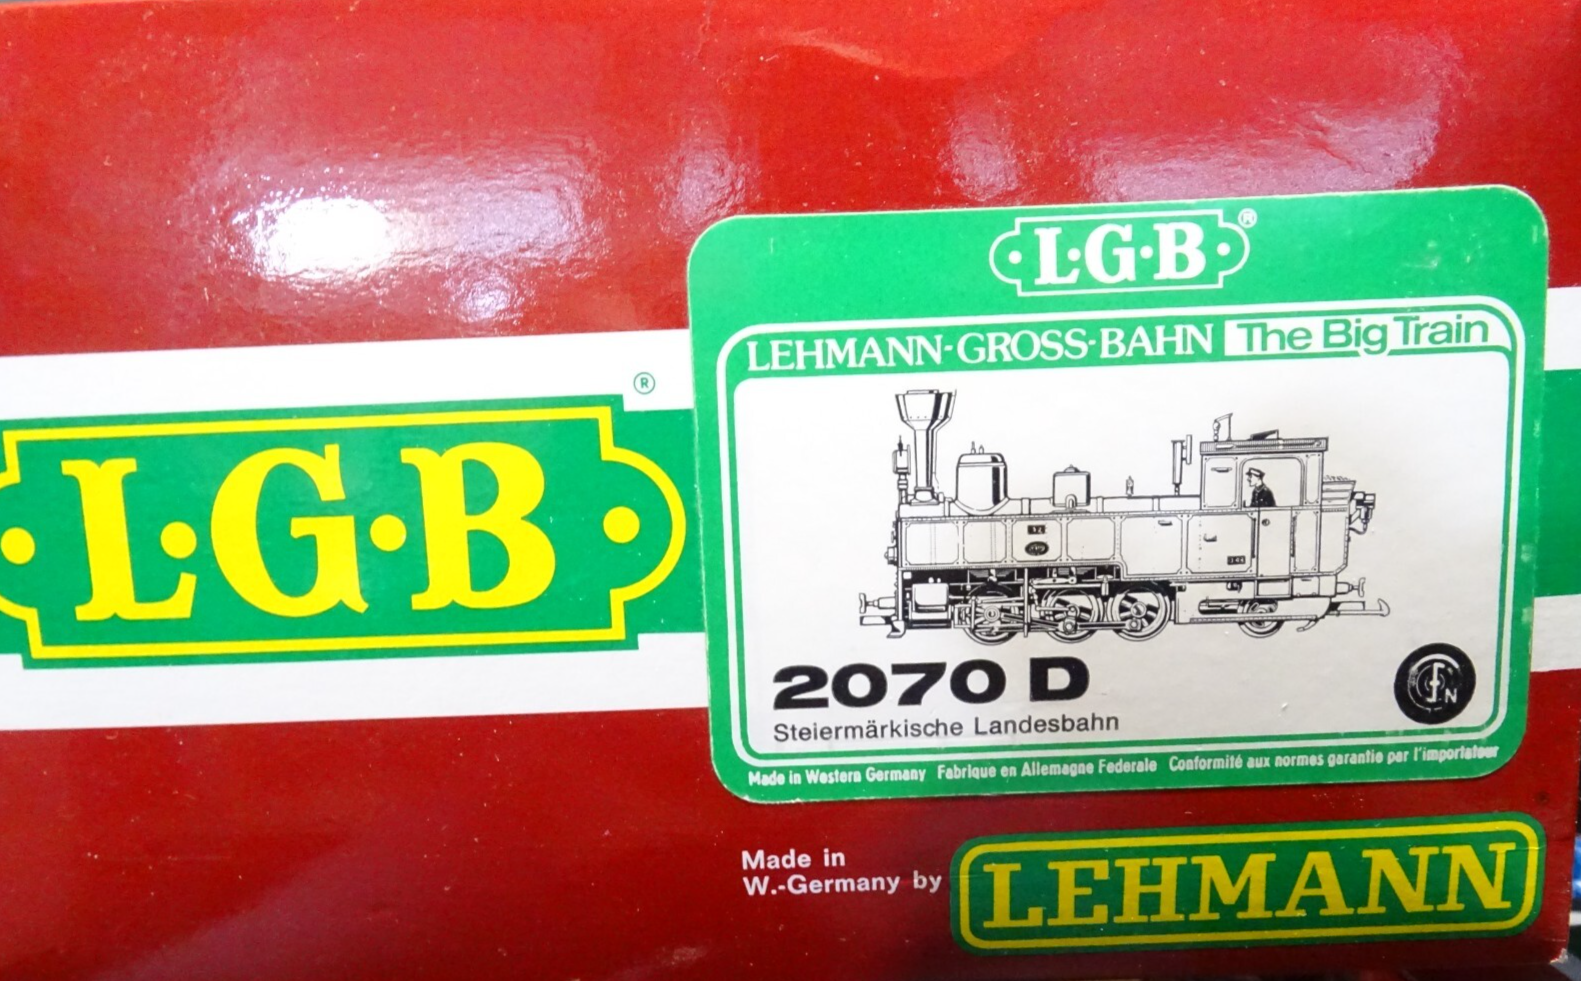 L·G·B ®
L·G·B ®
LEHMANN-GROSS-BAHN The Big Train
2070 D
Steiermärkische Landesbahn
Made in Western Germany Fabriqué en Allemagne Federale Conformité aux normes garantie par l'importateur
Made in
W.-Germany by
LEHMANN